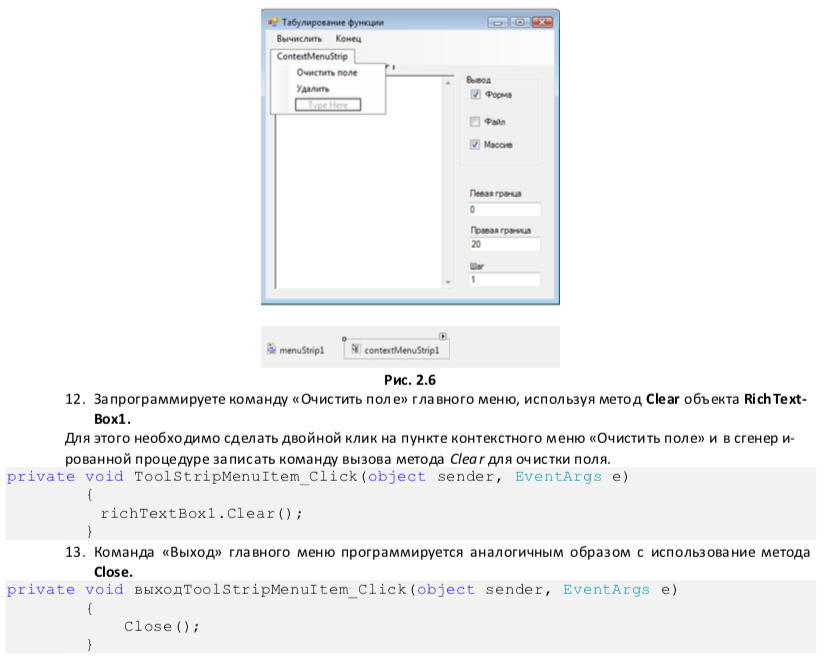 Табулирование функции
Вычислить Конец
ContextMenuStrip
Очистить поле
Удалить
Type Here
Вывод
Форма
Файл
Массив
Левая гранца
0
Правая граница
20
Шаг
1
menuStrip1 contextMenuStrip1
Рис. 2.6
12. Запрограммируете команду «Очистить поле» главного меню, используя метод Clear объекта RichText-
Box1.
Для этого необходимо сделать двойной клик на пункте контекстного меню «Очистить поле» и в сгенери-
рованной процедуре записать команду вызова метода Clear для очистки поля.
private void ToolStripMenuItem_Click(object sender, EventArgs e)
{
richTextBox1.Clear();
}
13. Команда «Выход» главного меню программируется аналогичным образом с использование метода
Close.
private void выходToolStripMenuItem_Click(object sender, EventArgs e)
{
Close();
}